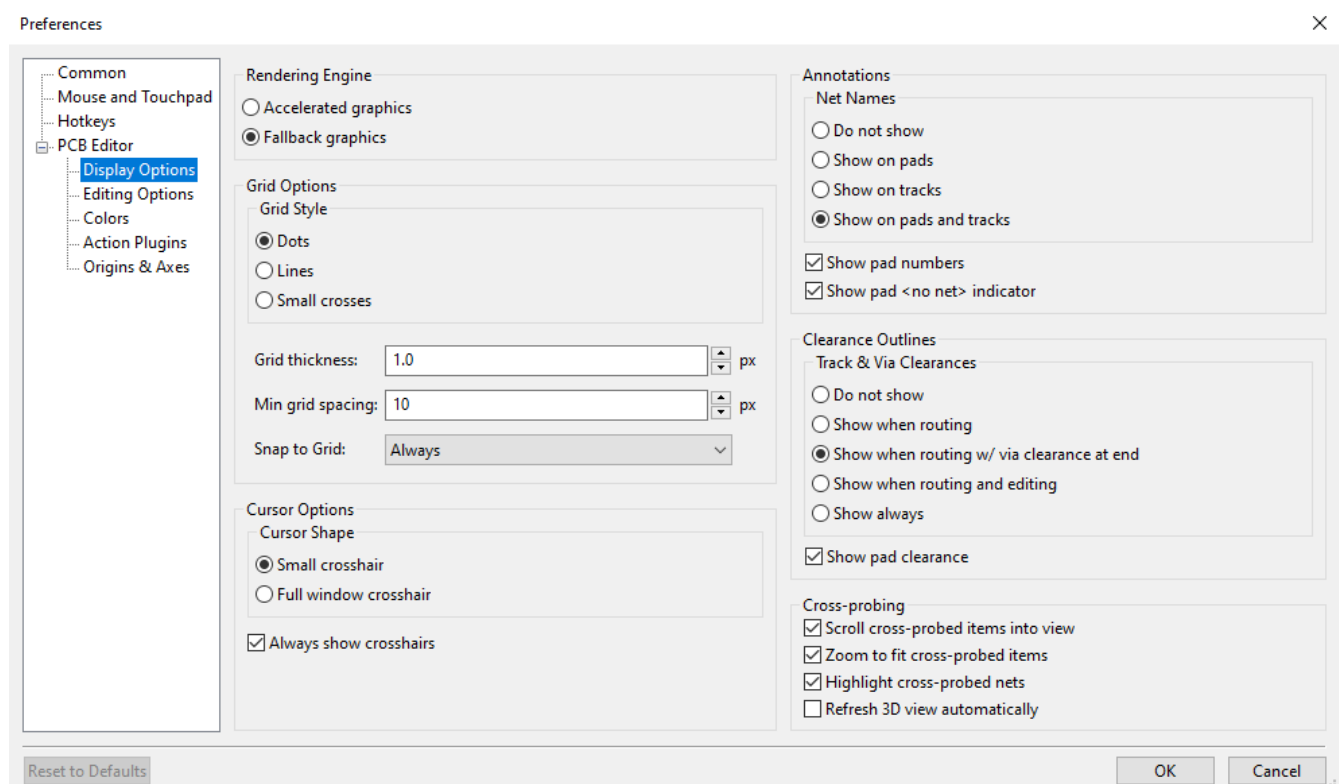 Preferences
Common
Mouse and Touchpad
Hotkeys
PCB Editor
Display Options
Editing Options
Colors
Action Plugins
Origins & Axes
Rendering Engine
Accelerated graphics
Fallback graphics
Grid Options
Grid Style
Dots
Lines
Small crosses
Grid thickness: 1.0 px
Min grid spacing: 10 px
Snap to Grid: Always
Cursor Options
Cursor Shape
Small crosshair
Full window crosshair
Always show crosshairs
Annotations
Net Names
Do not show
Show on pads
Show on tracks
Show on pads and tracks
Show pad numbers
Show pad <no net> indicator
Clearance Outlines
Track & Via Clearances
Do not show
Show when routing
Show when routing w/ via clearance at end
Show when routing and editing
Show always
Show pad clearance
Cross-probing
Scroll cross-probed items into view
Zoom to fit cross-probed items
Highlight cross-probed nets
Refresh 3D view automatically
Reset to Defaults
OK
Cancel